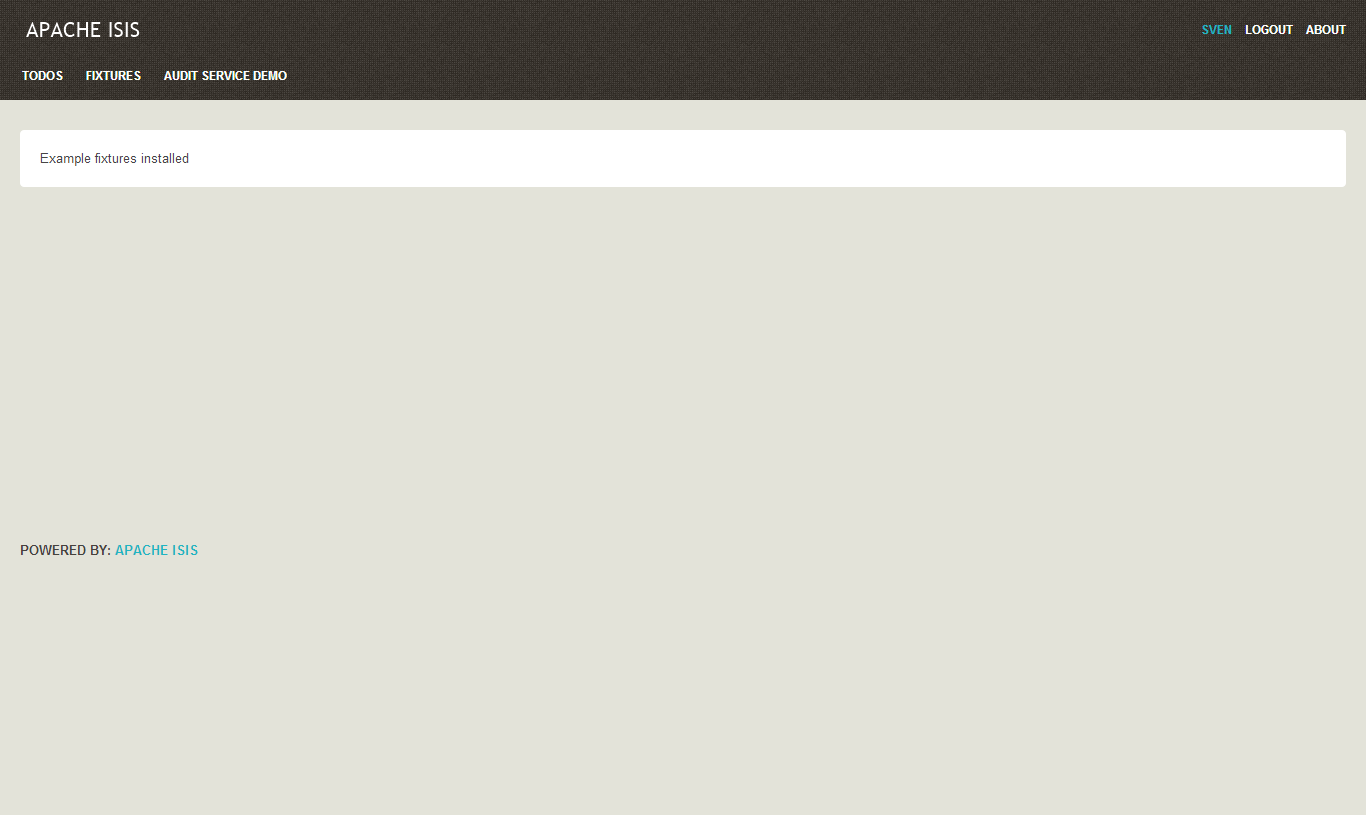 APACHE ISIS
SVEN LOGOUT ABOUT
TODOS FIXTURES AUDIT SERVICE DEMO
Example fixtures installed
POWERED BY: APACHE ISIS